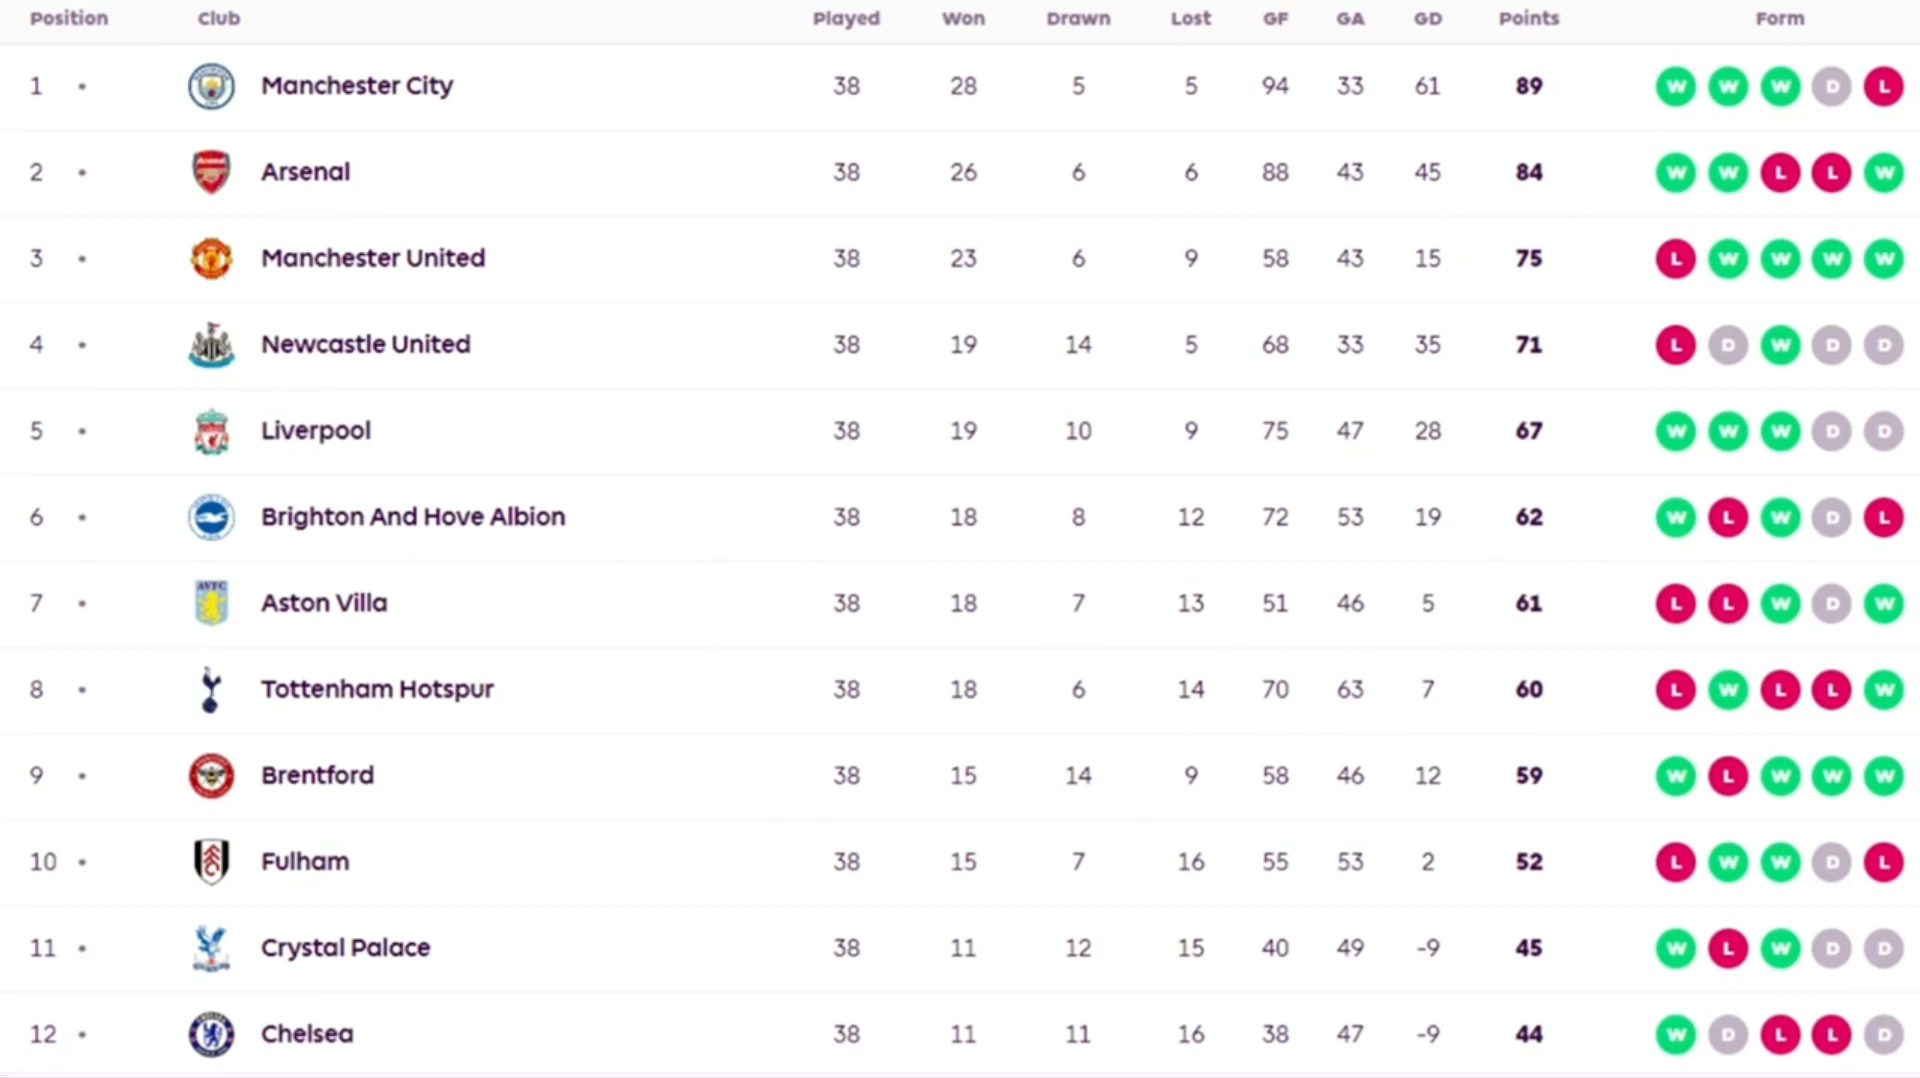 Position Club Played Won Drawn Lost GF GA GD Points Form
1 Manchester City 38 28 5 5 94 33 61 89 W W W D L
2 Arsenal 38 26 6 6 88 43 45 84 W W L L W
3 Manchester United 38 23 6 9 58 43 15 75 L W W W W
4 Newcastle United 38 19 14 5 68 33 35 71 L D W D D
5 Liverpool 38 19 10 9 75 47 28 67 W W W D D
6 Brighton And Hove Albion 38 18 8 12 72 53 19 62 W L W D L
AVFC
7 Aston Villa 38 18 7 13 51 46 5 61 L L W D W
8 Tottenham Hotspur 38 18 6 14 70 63 7 60 L W L L W
9 Brentford 38 15 14 9 58 46 12 59 W L W W W
10 Fulham 38 15 7 16 55 53 2 52 L W W D L
11 Crystal Palace 38 11 12 15 40 49 -9 45 W L W D D
12 Chelsea 38 11 11 16 38 47 -9 44 W D L L D